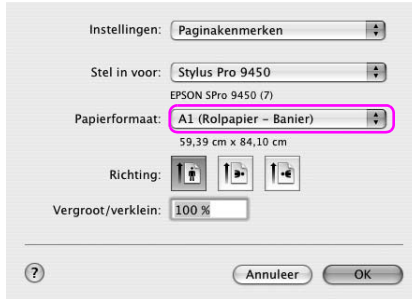 Instellingen: Paginakenmerken
Stel in voor: Stylus Pro 9450
EPSON SPro 9450 (7)
Papierformaat: A1 (Rolpapier – Banier)
59,39 cm x 84,10 cm
Richting:
Vergroot/verklein: 100 %
? Annuleer OK